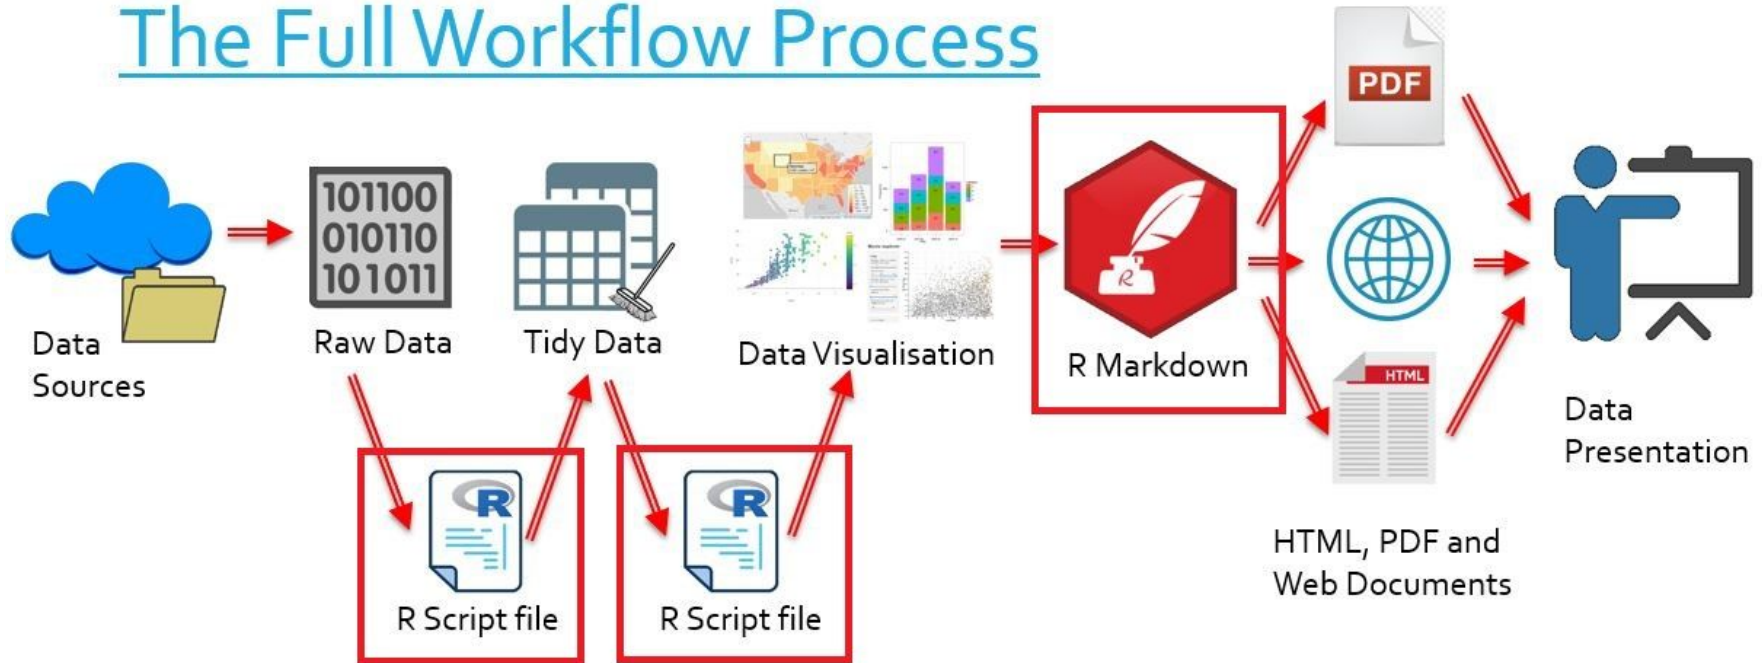 The Full Workflow Process
PDF
101100
010110
101011
Data
Sources
Raw Data
Tidy Data
Data Visualisation
R
R Markdown
HTML
Data
Presentation
R
R Script file
R
R Script file
HTML, PDF and
Web Documents